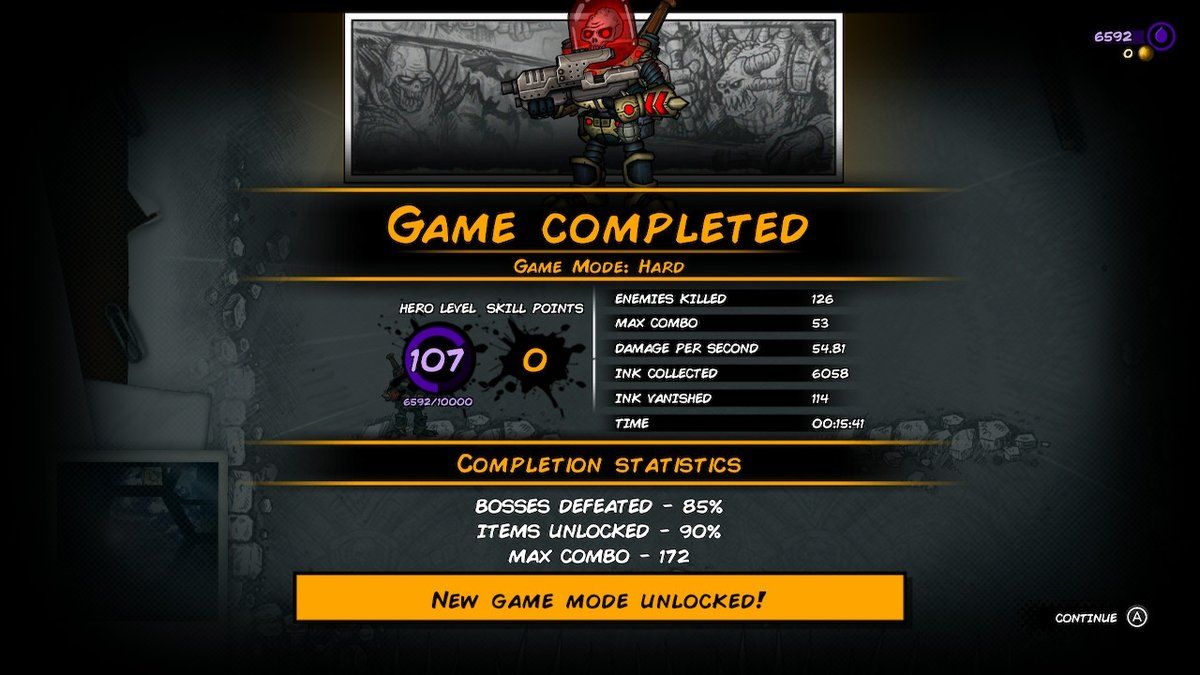 6592
0
GAME COMPLETED
GAME MODE: HARD
HERO LEVEL SKILL POINTS
107 0
6592/10000
ENEMIES KILLED 126
MAX COMBO 53
DAMAGE PER SECOND 54.81
INK COLLECTED 6058
INK VANISHED 114
TIME 00:15:41
COMPLETION STATISTICS
BOSSES DEFEATED - 85%
ITEMS UNLOCKED - 90%
MAX COMBO - 172
NEW GAME MODE UNLOCKED!
CONTINUE A